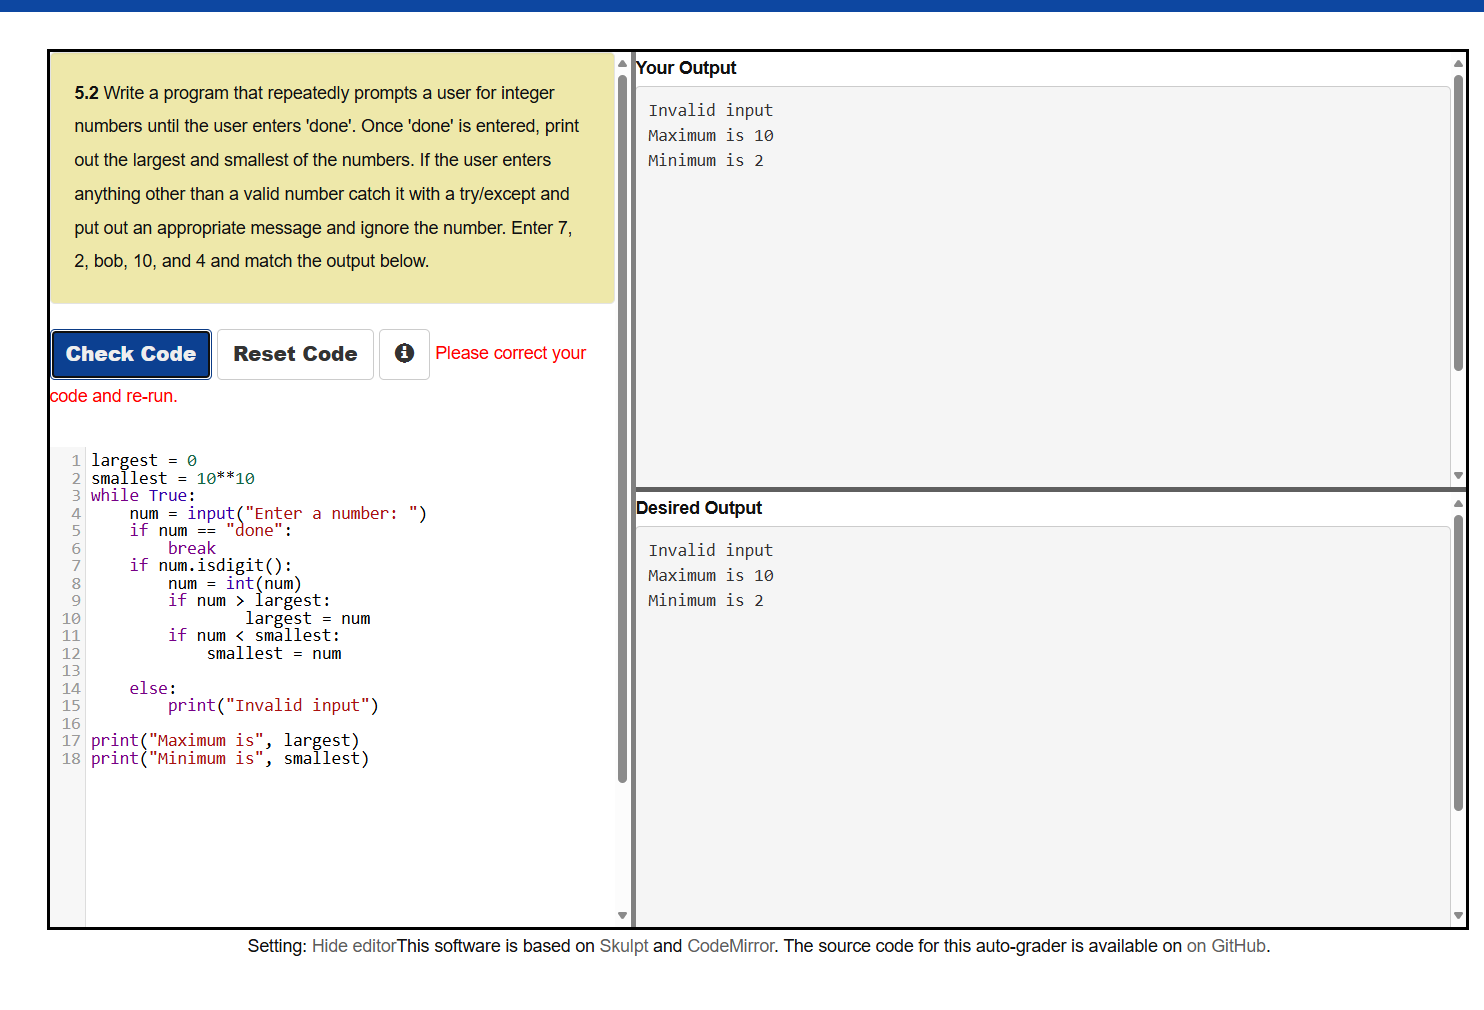 5.2 Write a program that repeatedly prompts a user for integer
numbers until the user enters 'done'. Once 'done' is entered, print
out the largest and smallest of the numbers. If the user enters
anything other than a valid number catch it with a try/except and
put out an appropriate message and ignore the number. Enter 7,
2, bob, 10, and 4 and match the output below.
Check Code Reset Code Please correct your
code and re-run.
1 largest = 0
2 smallest = 10**10
3 while True:
4     num = input("Enter a number: ")
5     if num == "done":
6         break
7     if num.isdigit():
8         num = int(num)
9         if num > largest:
10                 largest = num
11         if num < smallest:
12             smallest = num
13
14     else:
15         print("Invalid input")
16
17 print("Maximum is", largest)
18 print("Minimum is", smallest)
Your Output
Invalid input
Maximum is 10
Minimum is 2
Desired Output
Invalid input
Maximum is 10
Minimum is 2
Setting: Hide editorThis software is based on Skulpt and CodeMirror. The source code for this auto-grader is available on on GitHub.